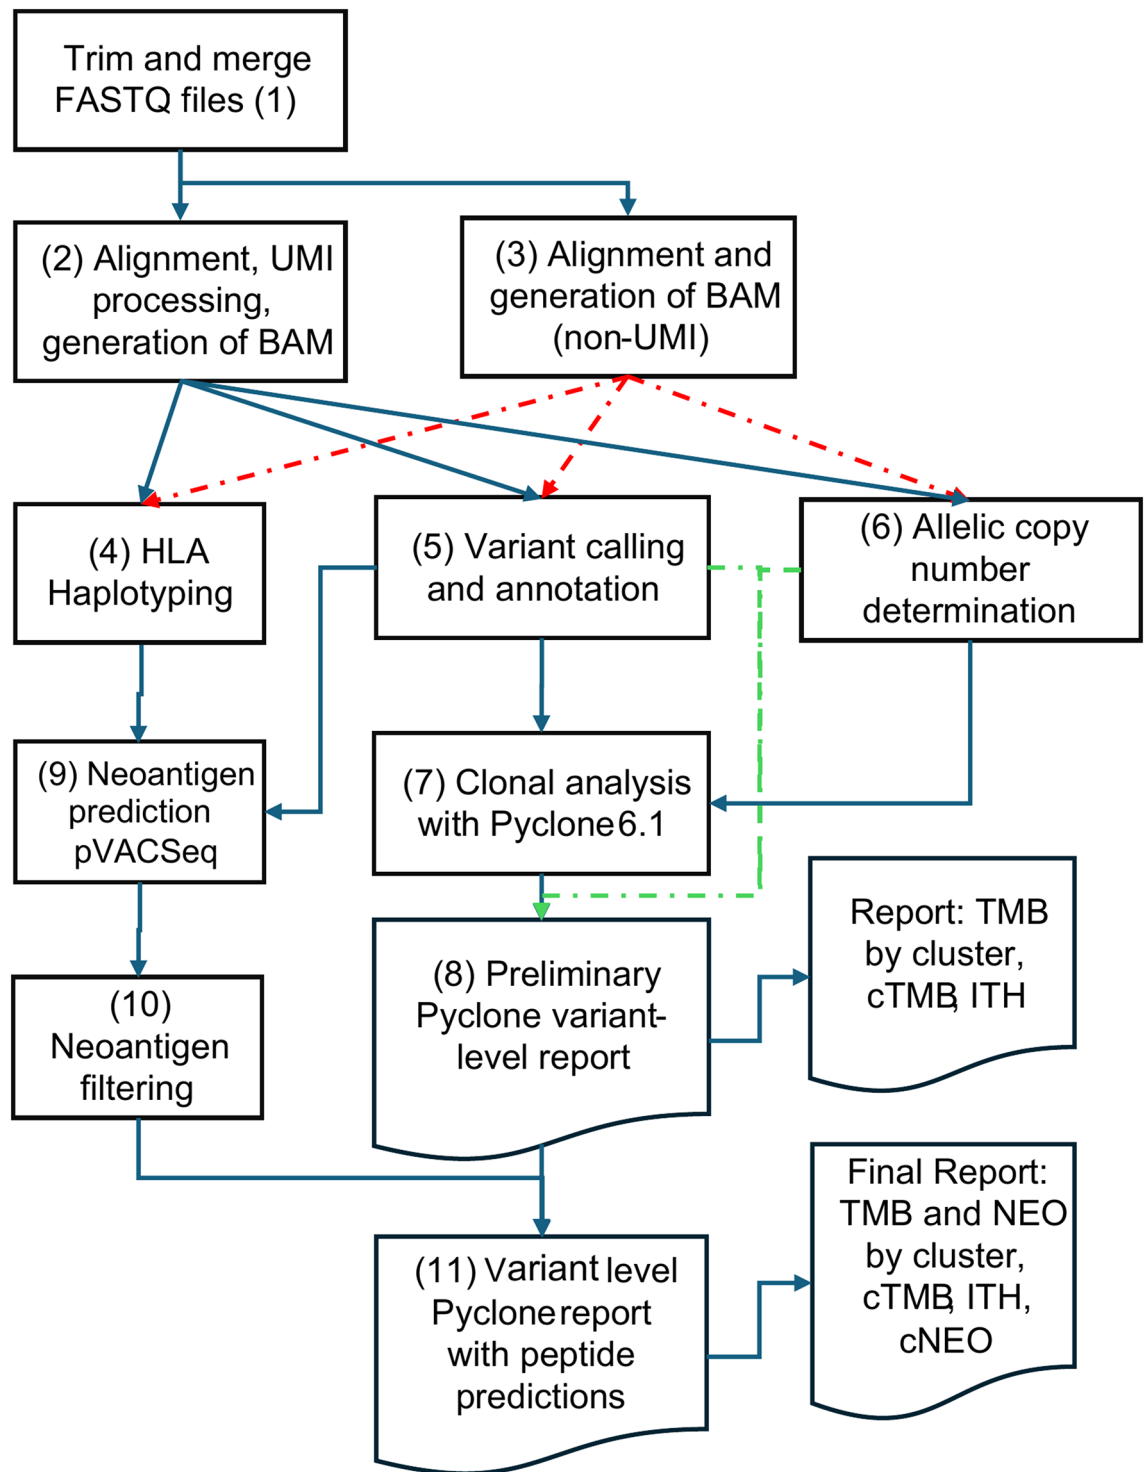 Trim and merge
FASTQ files (1)
(2) Alignment, UMI
processing,
generation of BAM
(3) Alignment and
generation of BAM
(non-UMI)
(4) HLA
Haplotyping
(5) Variant calling
and annotation
(6) Allelic copy
number
determination
(9) Neoantigen
prediction
pVACSeq
(7) Clonal analysis
with Pyclone 6.1
(10)
Neoantigen
filtering
(8) Preliminary
Pyclone variant-
level report
Report: TMB
by cluster,
cTMB, ITH
(11) Variant level
Pyclone report
with peptide
predictions
Final Report:
TMB and NEO
by cluster,
cTMB, ITH,
cNEO